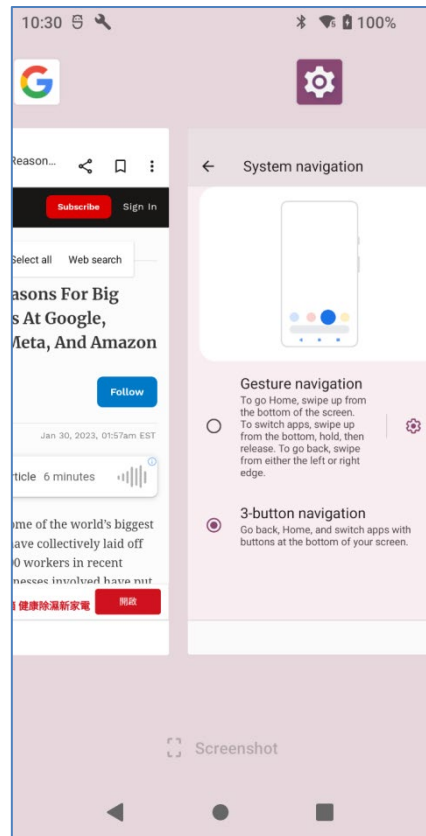 10:30
100%
Reason...
Subscribe
Sign In
Select all
Web search
asons For Big
s At Google,
Meta, And Amazon
Follow
Jan 30, 2023, 01:57am EST
ticle 6 minutes
ome of the world's biggest
ave collectively laid off
0 workers in recent
nesses involved have put
健康除濕新家電
開啟
System navigation
Gesture navigation
To go Home, swipe up from
the bottom of the screen.
To switch apps, swipe up
from the bottom, hold, then
release. To go back, swipe
from either the left or right
edge.
3-button navigation
Go back, Home, and switch apps with
buttons at the bottom of your screen.
Screenshot